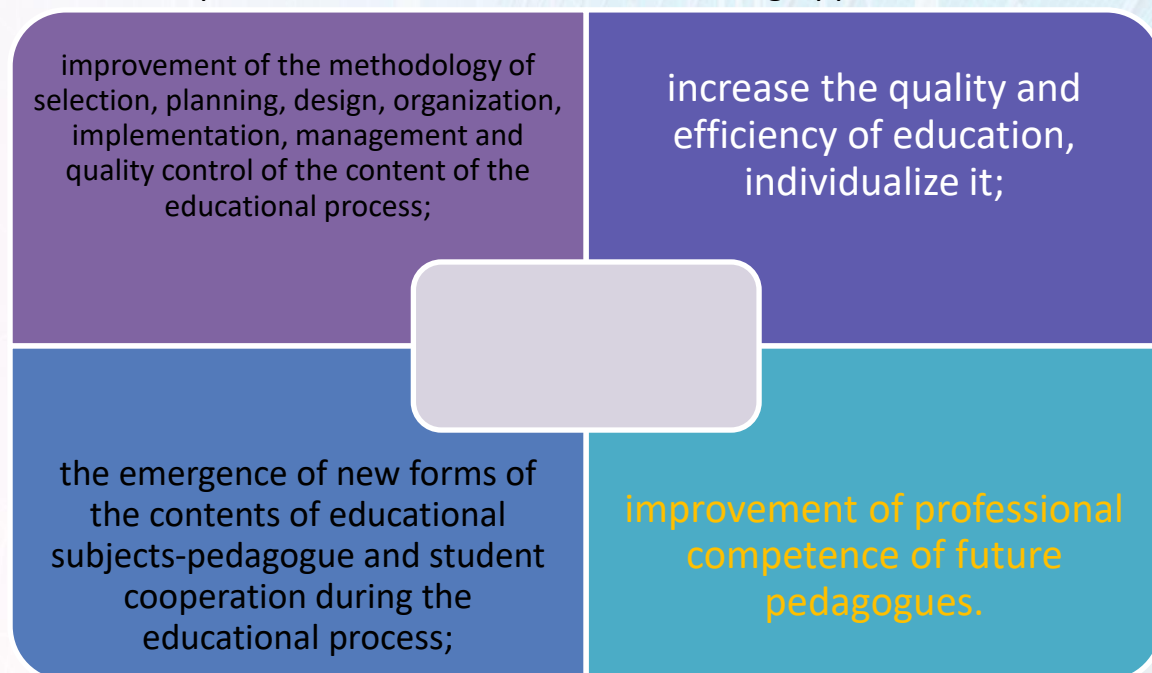 improvement of the methodology of
selection, planning, design, organization,
implementation, management and
quality control of the content of the
educational process;
increase the quality and
efficiency of education,
individualize it;
the emergence of new forms of
the contents of educational
subjects-pedagogue and student
cooperation during the
educational process;
improvement of professional
competence of future
pedagogues.